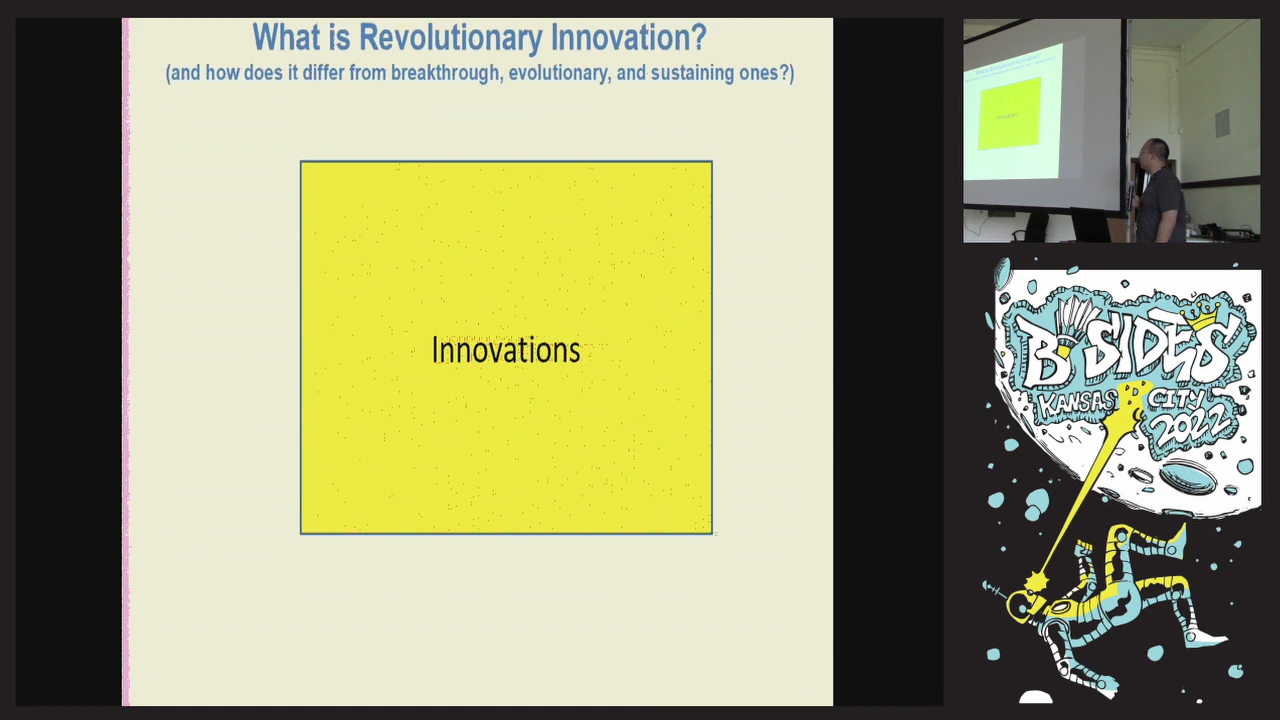 What is Revolutionary Innovation?
(and how does it differ from breakthrough, evolutionary, and sustaining ones?)
Innovations
B SIDES
KANSAS CITY
2022